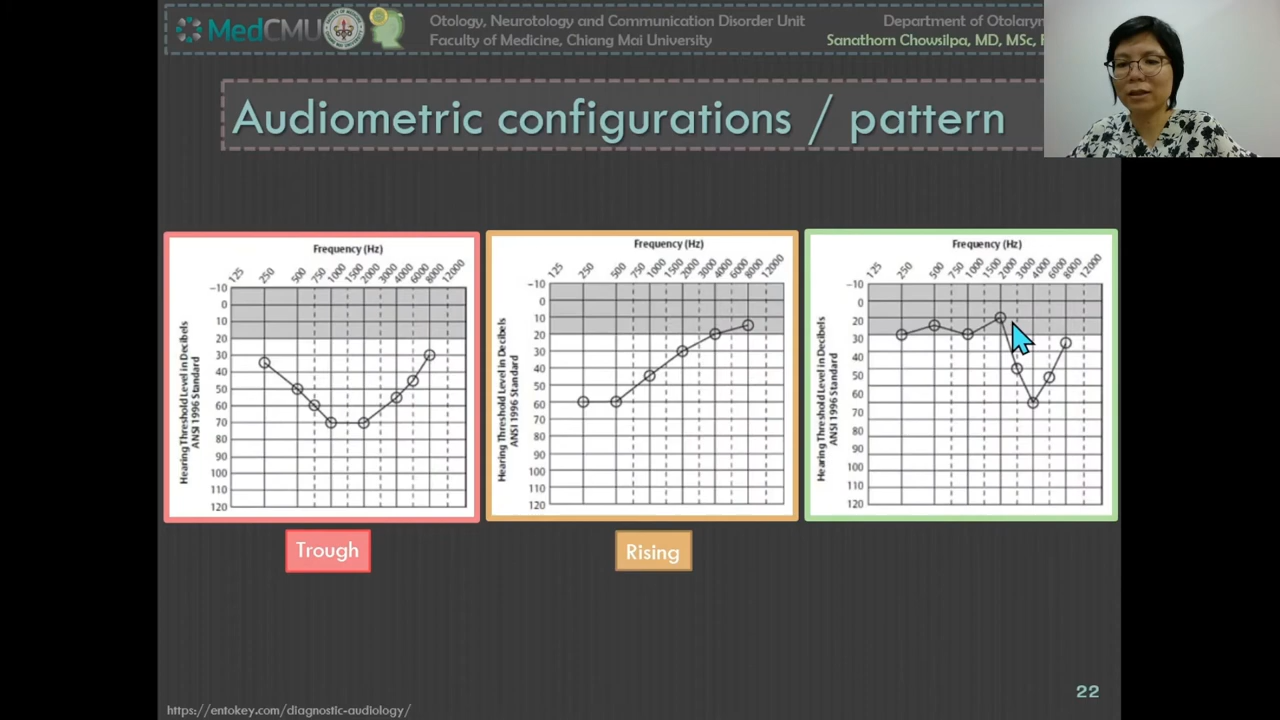 MedCMU
Otology, Neurotology and Communication Disorder Unit
Faculty of Medicine, Chiang Mai University
Department of
Sanathorn Chowsilpa, MD, MSc,
Audiometric configurations / pattern
Frequency (Hz)
125 250 500 750 1000 1500 2000 3000 4000 6000 8000 12000
Hearing Threshold Level in Decibels
ANSI 1996 Standard
-10
0
10
20
30
40
50
60
70
80
90
100
110
120
Trough
Frequency (Hz)
125 250 500 750 1000 1500 2000 3000 4000 6000 8000 12000
Hearing Threshold Level in Decibels
ANSI 1996 Standard
-10
0
10
20
30
40
50
60
70
80
90
100
110
120
Rising
Frequency (Hz)
125 250 500 750 1000 1500 2000 3000 4000 6000 8000 12000
Hearing Threshold Level in Decibels
ANSI 1996 Standard
-10
0
20
30
40
50
60
80
90
100
110
120
22
https://entokey.com/diagnostic-audiology/